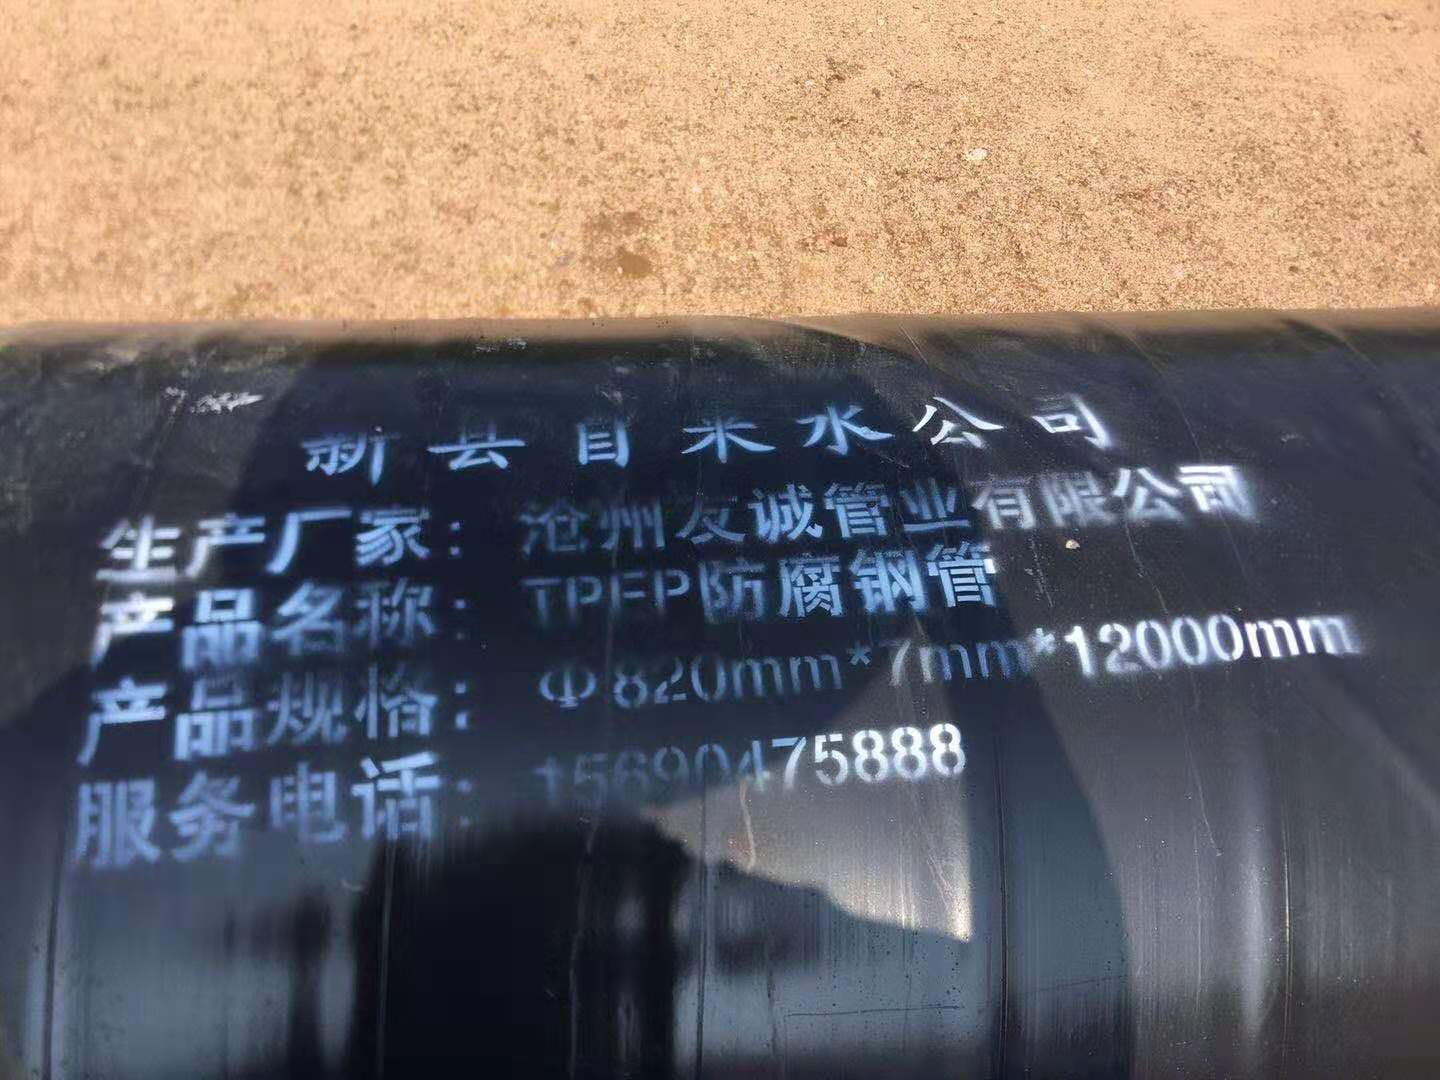 新县自来水公司
生产厂家：沧州友诚管业有限公司
产品名称：TPEP防腐钢管
产品规格：Φ820mm*7mm*12000mm
服务电话：15690475888